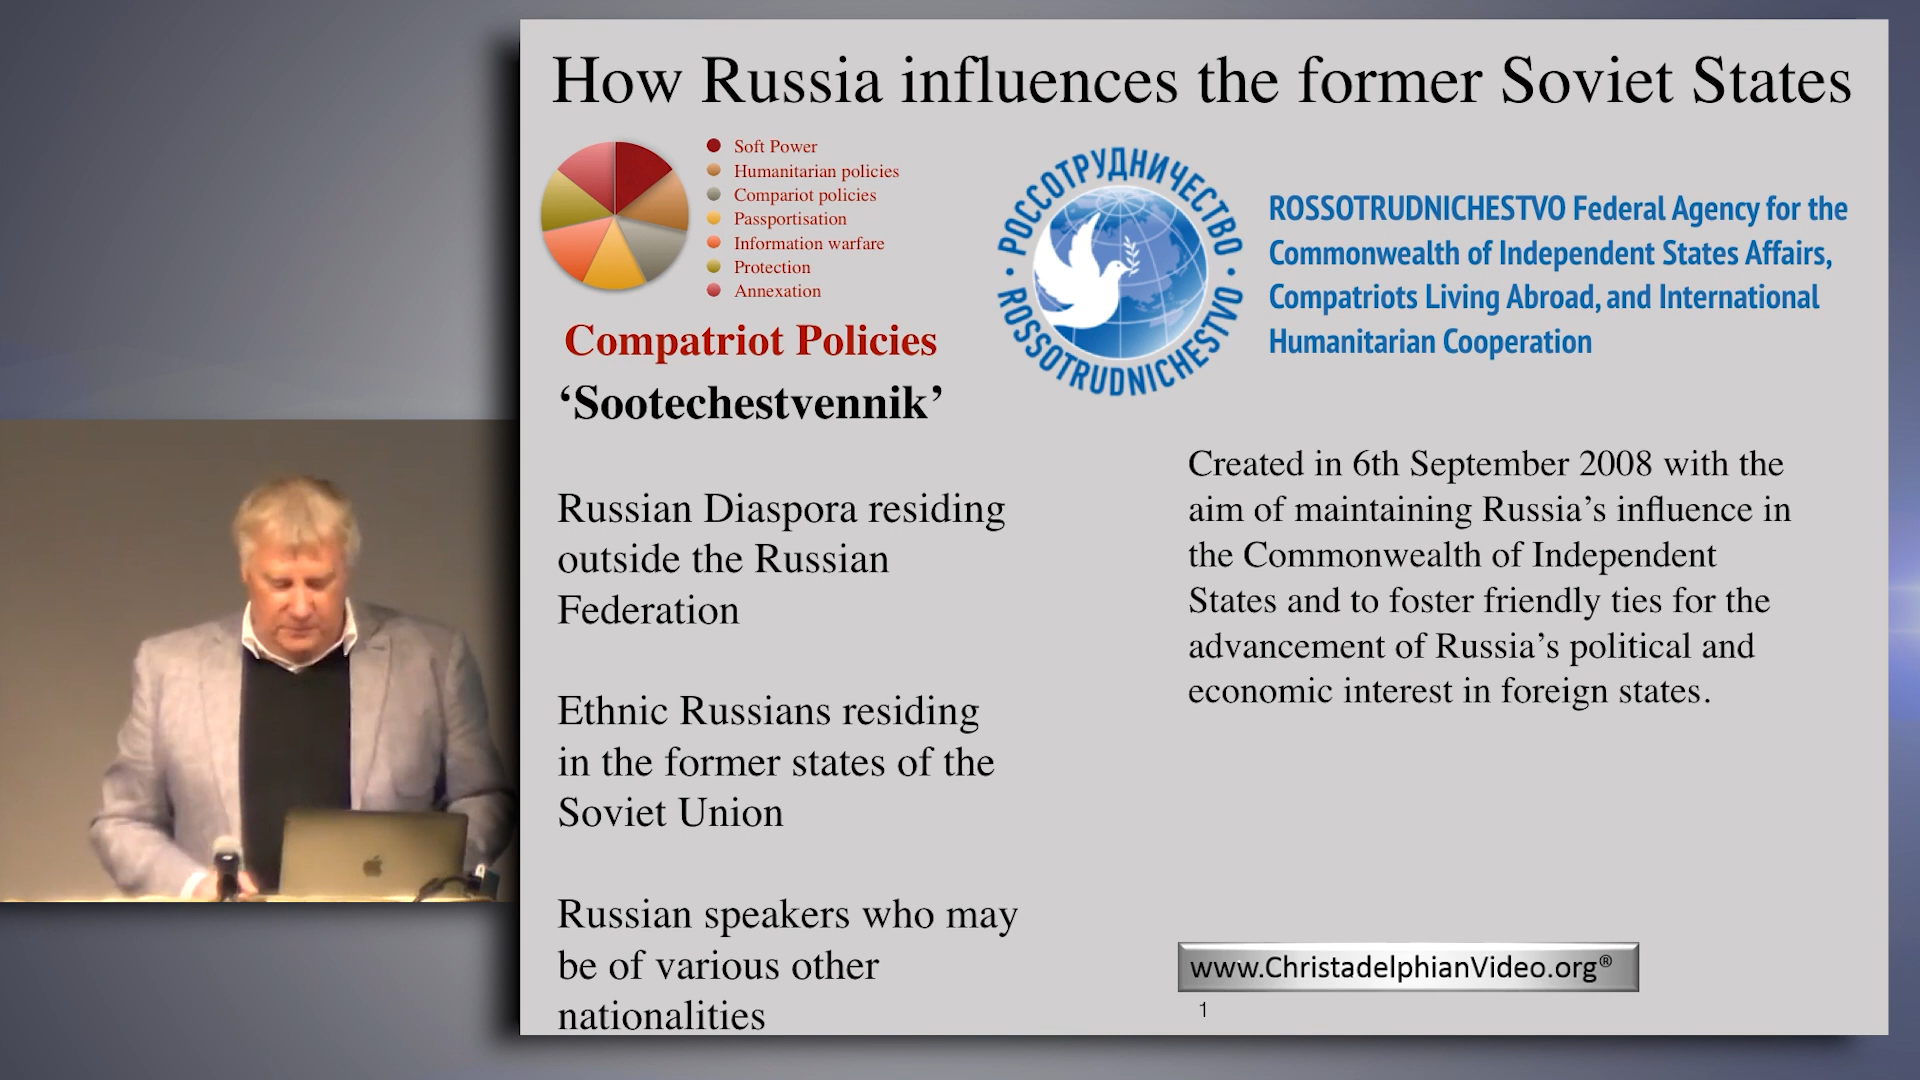 How Russia influences the former Soviet States
Soft Power
Humanitarian policies
Compariot policies
Passportisation
Information warfare
Protection
Annexation
РОССОТРУДНИЧЕСТВО
ROSSOTRUDNICHESTVO
ROSSOTRUDNICHESTVO Federal Agency for the
Commonwealth of Independent States Affairs,
Compatriots Living Abroad, and International
Humanitarian Cooperation
Compatriot Policies
‘Sootechestvennik’
Russian Diaspora residing
outside the Russian
Federation
Ethnic Russians residing
in the former states of the
Soviet Union
Russian speakers who may
be of various other
nationalities
Created in 6th September 2008 with the
aim of maintaining Russia’s influence in
the Commonwealth of Independent
States and to foster friendly ties for the
advancement of Russia’s political and
economic interest in foreign states.
www.ChristadelphianVideo.org®
1